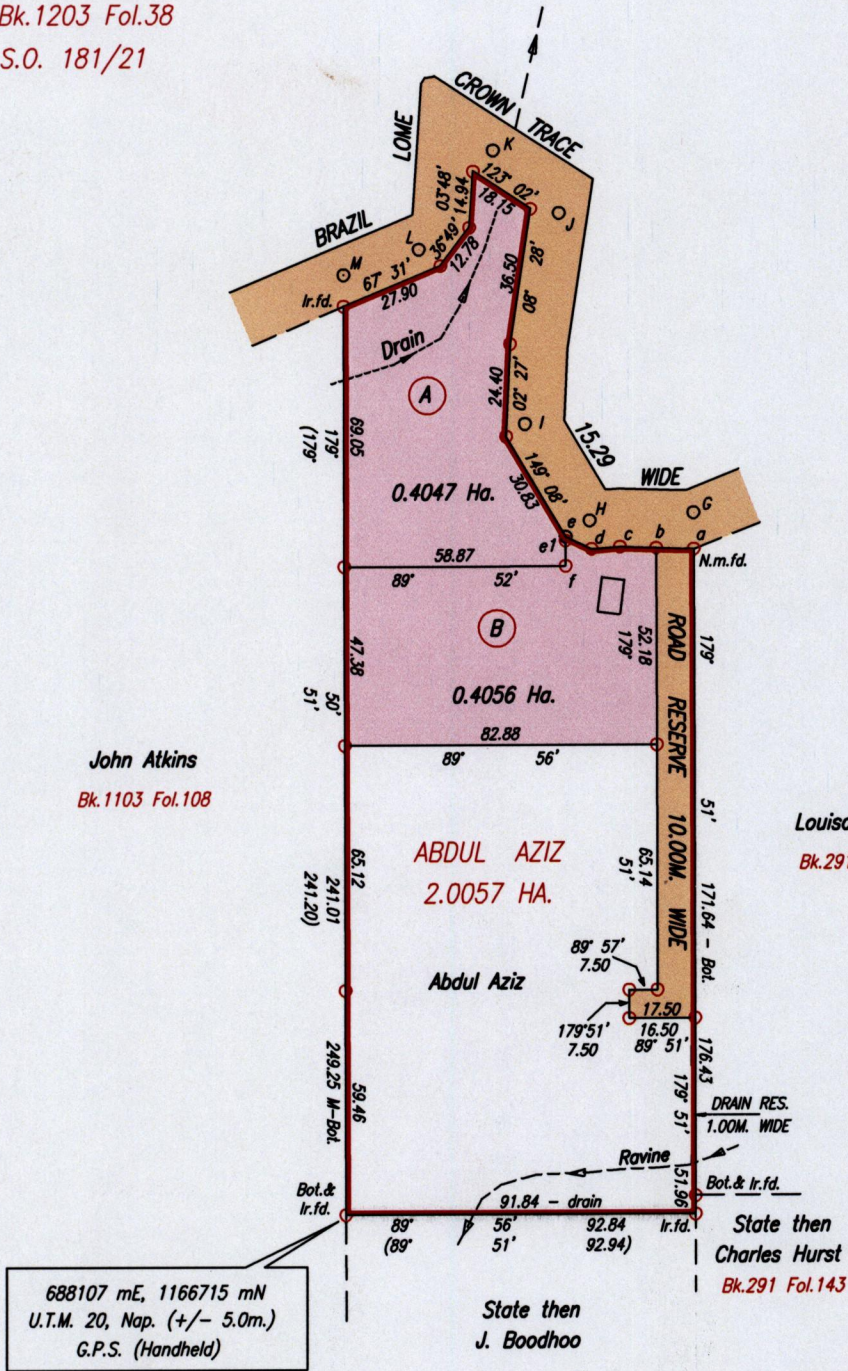 Bk.1203 Fol.38
S.O. 181/21
CROWN TRACE
LOME
BRAZIL
K
J
L
M
123° 02'
18.15
03°48'
14.94
36°49'
12.78
67° 31'
27.90
Ir.fd.
36.50
08° 28'
Drain
24.40
02° 27'
A
I
15.29
WIDE
149° 08'
30.83
0.4047 Ha.
H
G
e
e1
d
c
b
a
f
N.m.fd.
69.05
179°
(179°
58.87
89° 52'
B
52.18
179°
179°
ROAD RESERVE 10.00M. WIDE
0.4056 Ha.
47.38
50'
51'
82.88
89° 56'
John Atkins
Bk.1103 Fol.108
51'
171.64 - Bot.
ABDUL AZIZ
2.0057 HA.
65.12
241.01
241.20)
65.14
51'
Abdul Aziz
89° 57'
7.50
17.50
16.50
89° 51'
179°51'
7.50
176.43
179° 51'
59.46
249.25 M-Bot.
DRAIN RES.
1.00M. WIDE
Ravine
51.96
Bot.& Ir.fd.
Bot.&
Ir.fd.
91.84 - drain
89° 56' 92.84 Ir.fd.
(89° 51' 92.94)
State then
Charles Hurst
Bk.291 Fol.143
688107 mE, 1166715 mN
U.T.M. 20, Nap. (+/- 5.0m.)
G.P.S. (Handheld)
State then
J. Boodhoo